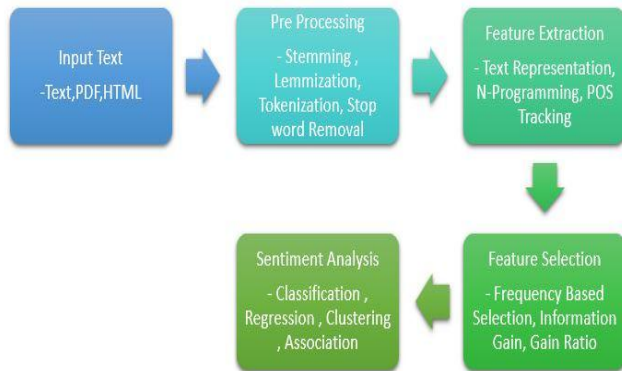 Input Text
-Text,PDF,HTML
Pre Processing
- Stemming ,
Lemmization,
Tokenization, Stop
word Removal
Feature Extraction
- Text Representation,
N-Programming, POS
Tracking
Feature Selection
- Frequency Based
Selection, Information
Gain, Gain Ratio
Sentiment Analysis
- Classification ,
Regression , Clustering
, Association